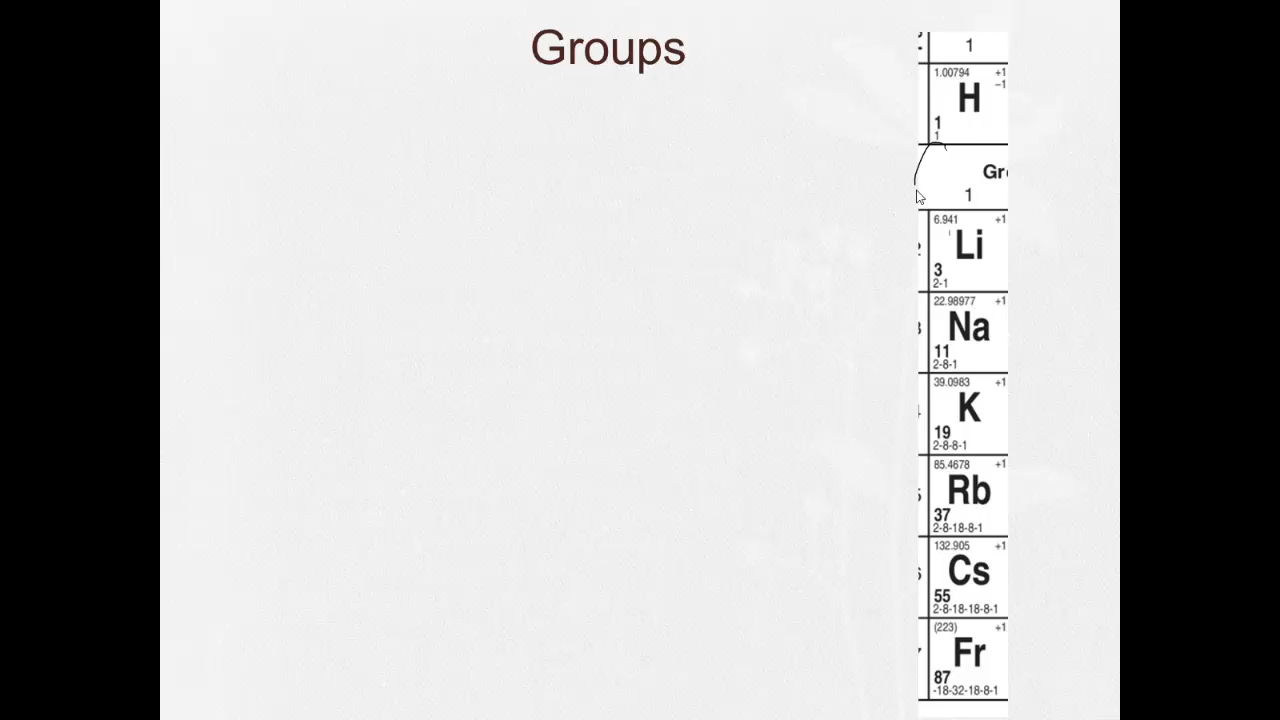 Groups
1
1.00794 +1
−1
H
1
1
Gr
1
6.941 +1
Li
3
2-1
22.98977 +1
Na
11
2-8-1
39.0983 +1
K
19
2-8-8-1
85.4678 +1
Rb
37
2-8-18-8-1
132.905 +1
Cs
55
2-8-18-18-8-1
(223) +1
Fr
87
-18-32-18-8-1